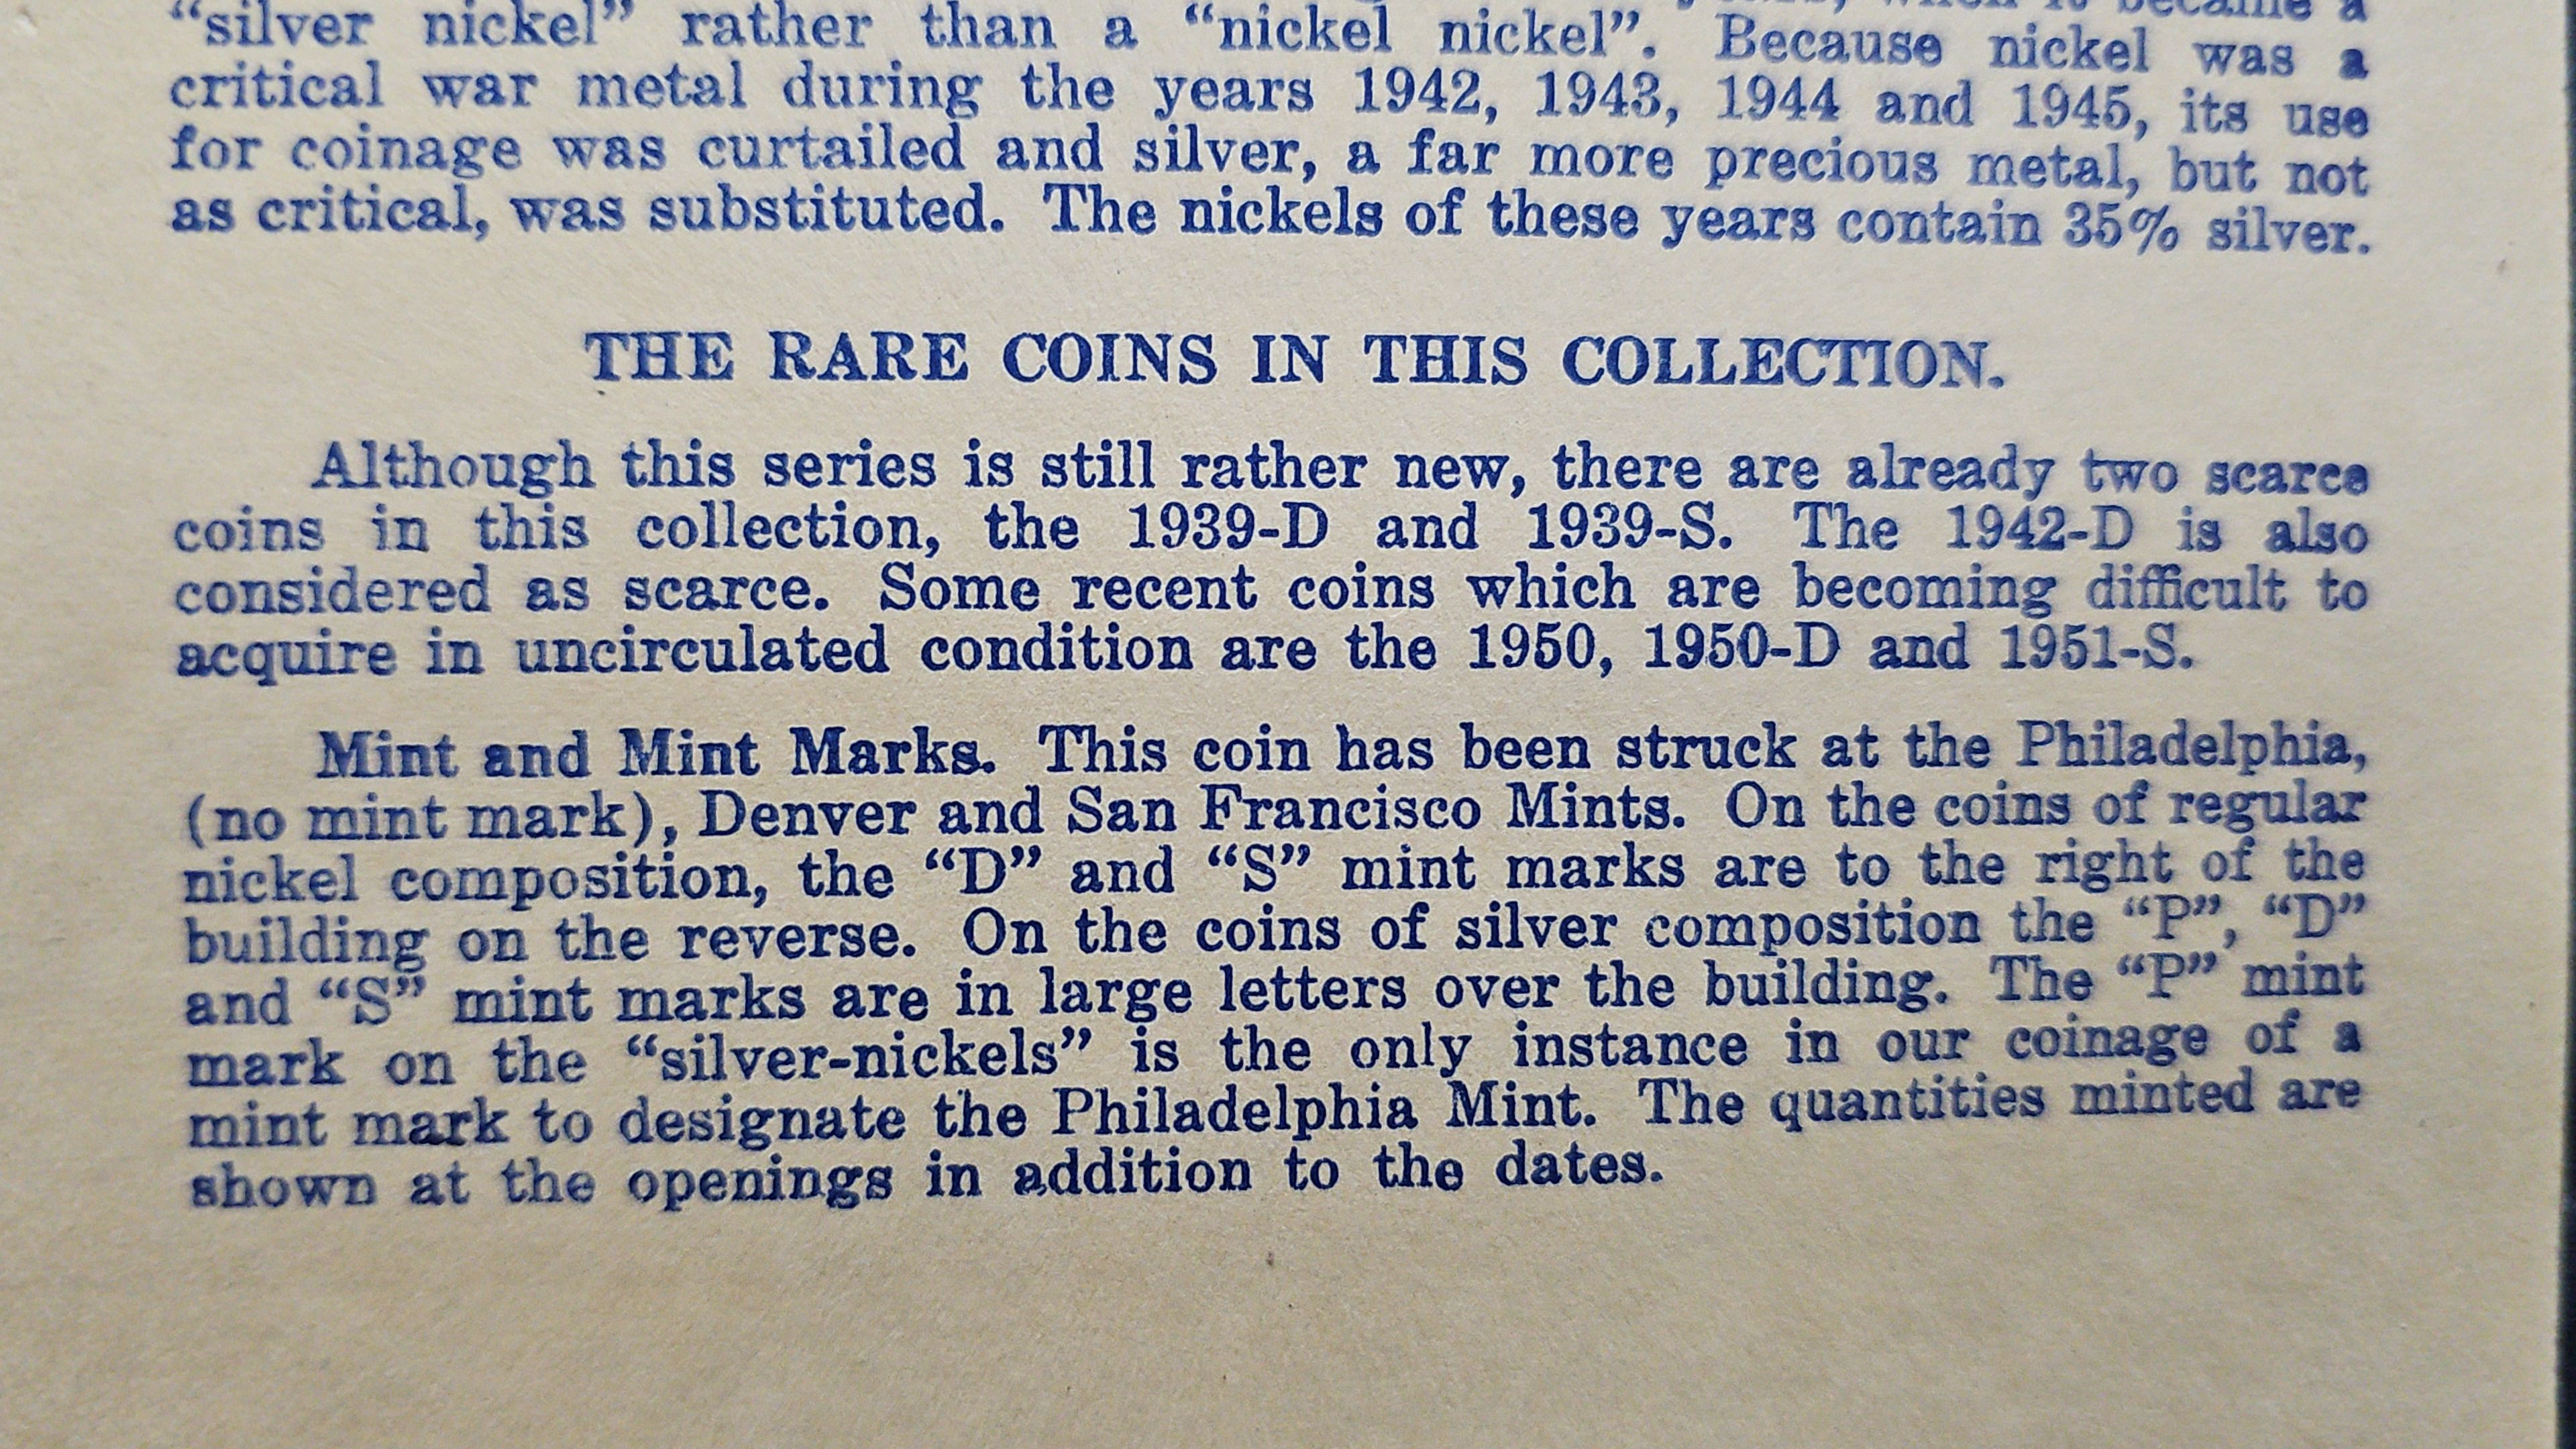 when it became a
“silver nickel” rather than a “nickel nickel”. Because nickel was a
critical war metal during the years 1942, 1943, 1944 and 1945, its use
for coinage was curtailed and silver, a far more precious metal, but not
as critical, was substituted. The nickels of these years contain 35% silver.
THE RARE COINS IN THIS COLLECTION.
Although this series is still rather new, there are already two scarce
coins in this collection, the 1939-D and 1939-S. The 1942-D is also
considered as scarce. Some recent coins which are becoming difficult to
acquire in uncirculated condition are the 1950, 1950-D and 1951-S.
Mint and Mint Marks. This coin has been struck at the Philadelphia,
(no mint mark), Denver and San Francisco Mints. On the coins of regular
nickel composition, the “D” and “S” mint marks are to the right of the
building on the reverse. On the coins of silver composition the “P”, “D”
and “S” mint marks are in large letters over the building. The “P” mint
mark on the “silver-nickels” is the only instance in our coinage of a
mint mark to designate the Philadelphia Mint. The quantities minted are
shown at the openings in addition to the dates.